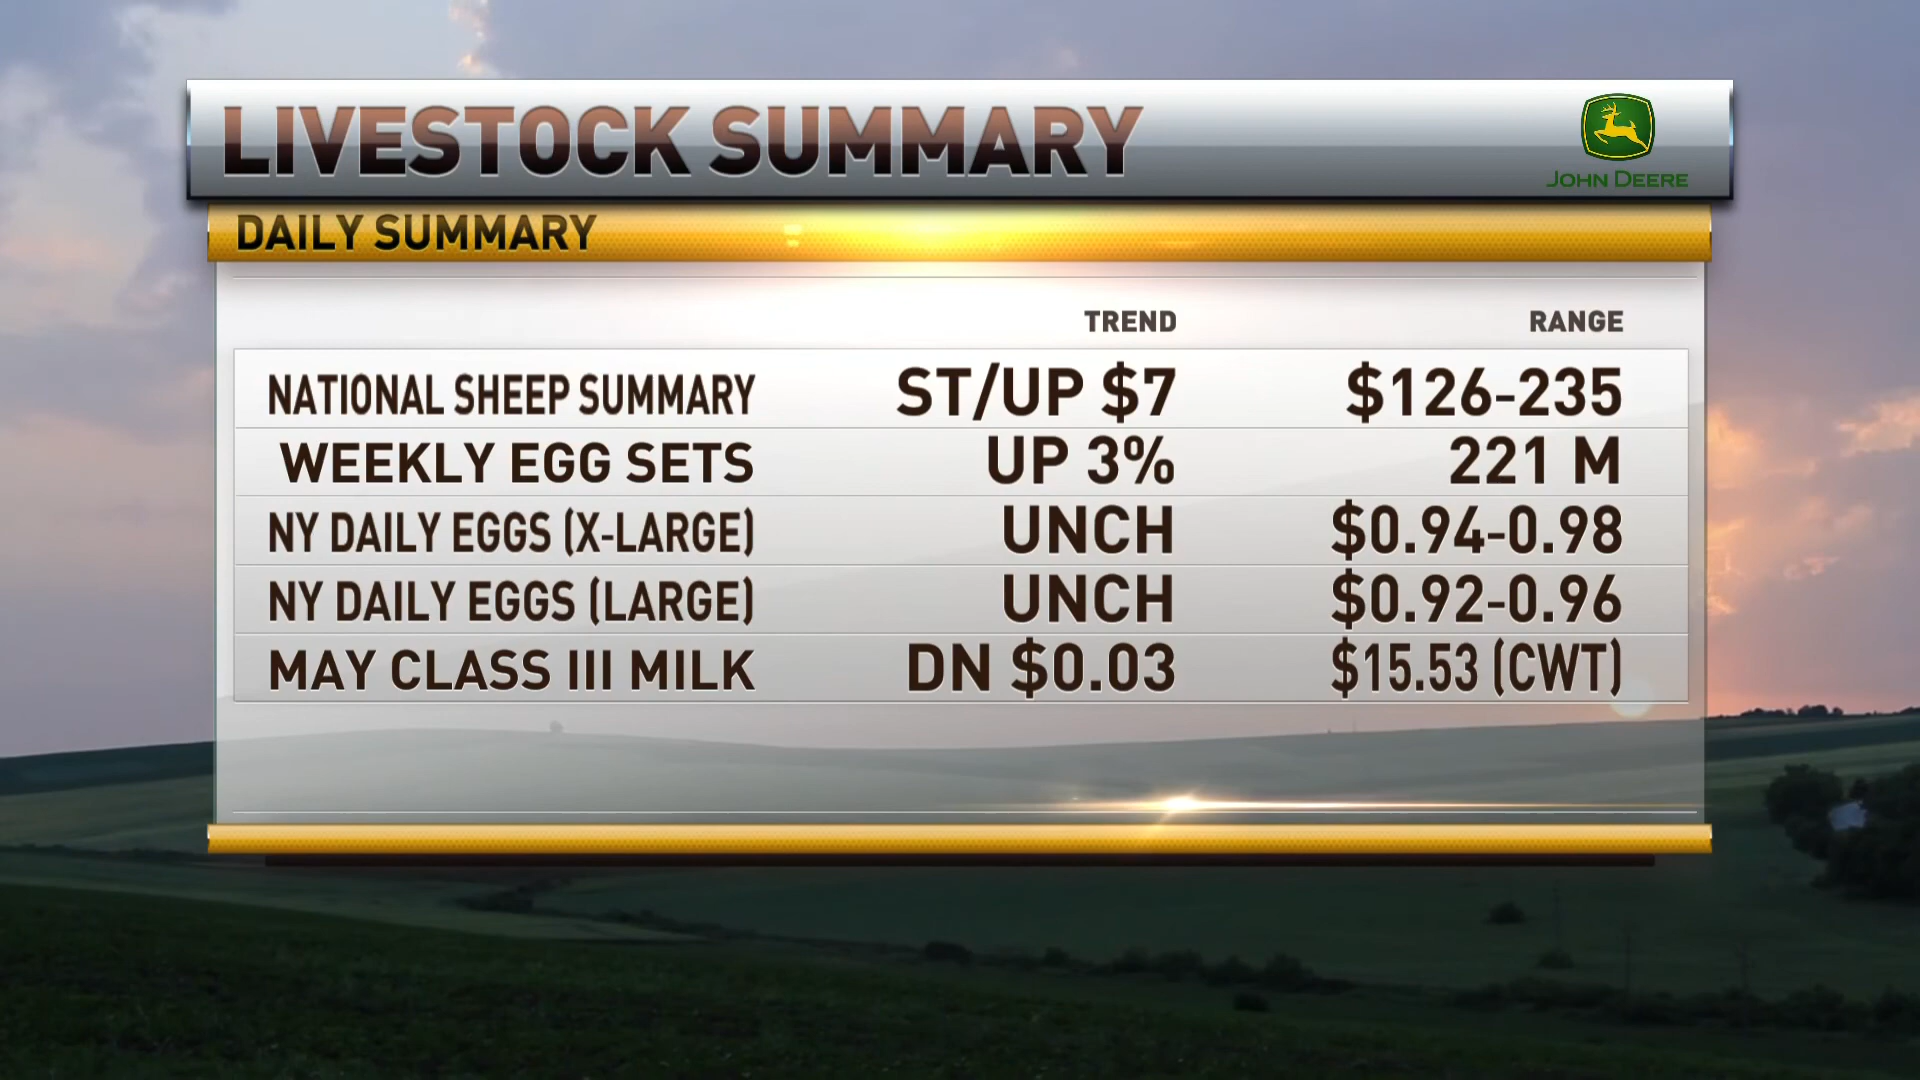 LIVESTOCK SUMMARY
JOHN DEERE
DAILY SUMMARY
TREND RANGE
NATIONAL SHEEP SUMMARY ST/UP $7 $126-235
WEEKLY EGG SETS UP 3% 221 M
NY DAILY EGGS (X-LARGE) UNCH $0.94-0.98
NY DAILY EGGS (LARGE) UNCH $0.92-0.96
MAY CLASS III MILK DN $0.03 $15.53 (CWT)